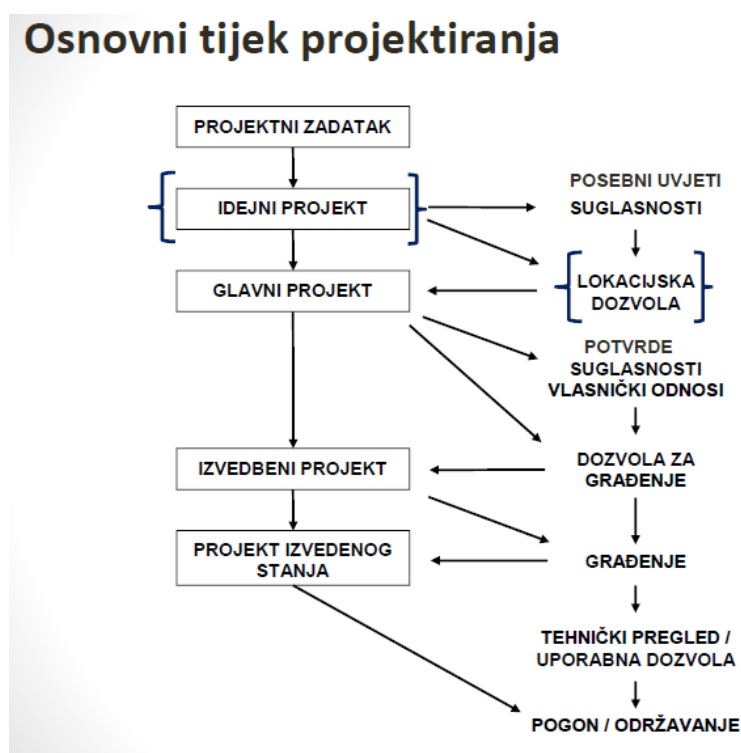 Osnovni tijek projektiranja
PROJEKTNI ZADATAK
IDEJNI PROJEKT
POSEBNI UVJETI
SUGLASNOSTI
GLAVNI PROJEKT
LOKACIJSKA
DOZVOLA
POTVRDE
SUGLASNOSTI
VLASNIČKI ODNOSI
IZVEDBENI PROJEKT
DOZVOLA ZA
GRAĐENJE
PROJEKT IZVEDENOG
STANJA
GRAĐENJE
TEHNIČKI PREGLED /
UPORABNA DOZVOLA
POGON / ODRŽAVANJE